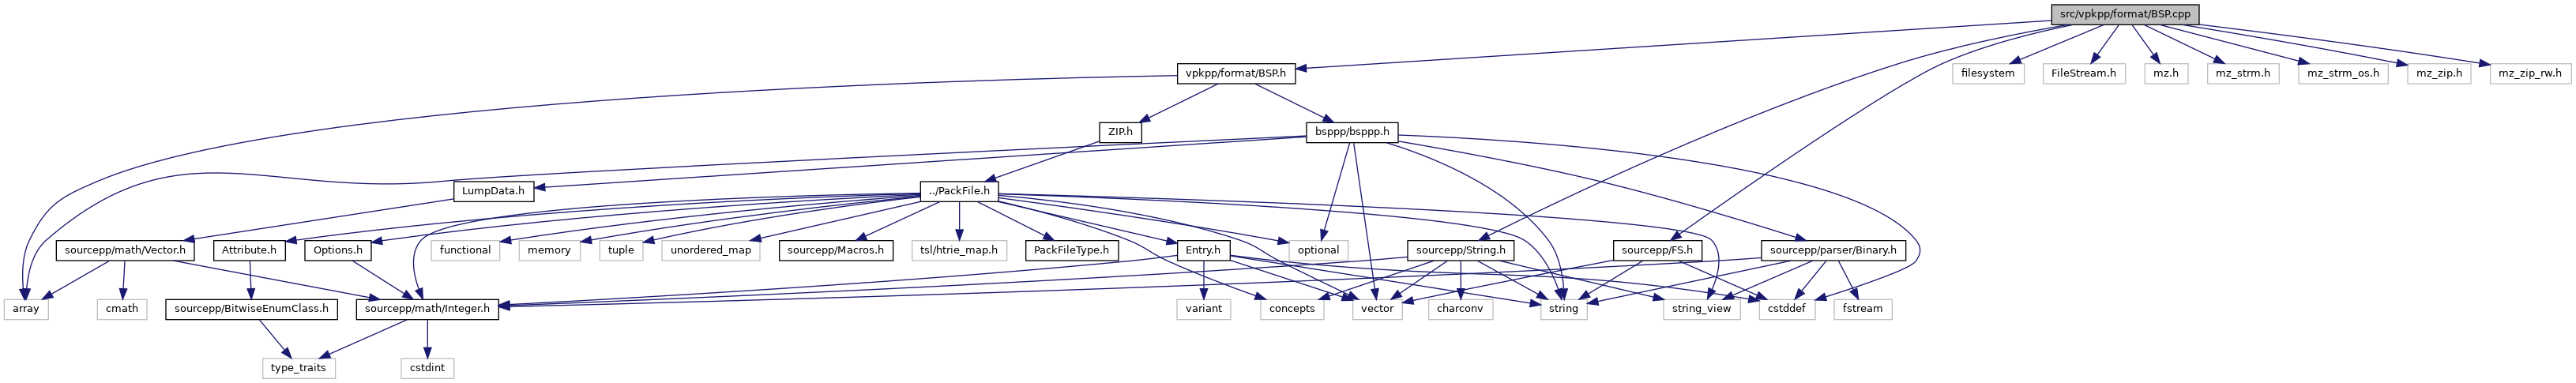 src/vpkpp/format/BSP.cpp
vpkpp/format/BSP.h
filesystem
FileStream.h
mz.h
mz_strm.h
mz_strm_os.h
mz_zip.h
mz_zip_rw.h
ZIP.h
bsppp/bsppp.h
LumpData.h
../PackFile.h
sourcepp/math/Vector.h
Attribute.h
Options.h
functional
memory
tuple
unordered_map
sourcepp/Macros.h
tsl/htrie_map.h
PackFileType.h
Entry.h
optional
sourcepp/String.h
sourcepp/FS.h
sourcepp/parser/Binary.h
array
cmath
sourcepp/BitwiseEnumClass.h
sourcepp/math/Integer.h
variant
concepts
vector
charconv
string
string_view
cstddef
fstream
type_traits
cstdint